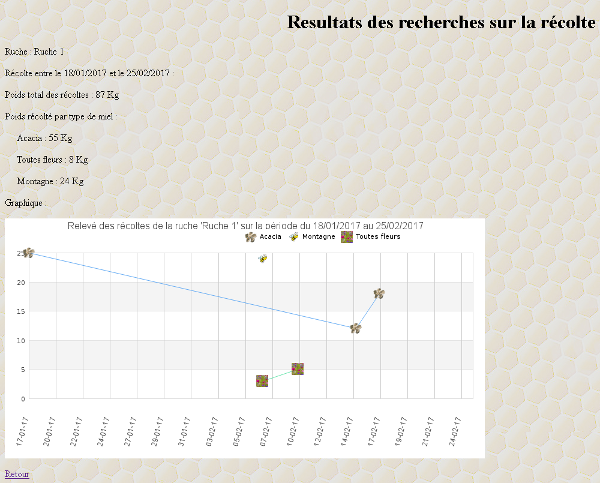 Resultats des recherches sur la récolte
Ruche : Ruche 1
Récolte entre le 18/01/2017 et le 25/02/2017 :
Poids total des récoltes : 87 Kg
Poids récolté par type de miel :
Acacia : 55 Kg
Toutes fleurs : 8 Kg
Montagne : 24 Kg
Graphique :
Relevé des récoltes de la ruche 'Ruche 1' sur la période du 18/01/2017 au 25/02/2017
Acacia Montagne Toutes fleurs
25
20
15
10
5
0
17-01-17 20-01-17 22-01-17 24-01-17 27-01-17 29-01-17 31-01-17 03-02-17 05-02-17 07-02-17 10-02-17 12-02-17 14-02-17 17-02-17 19-02-17 21-02-17 24-02-17
Retour